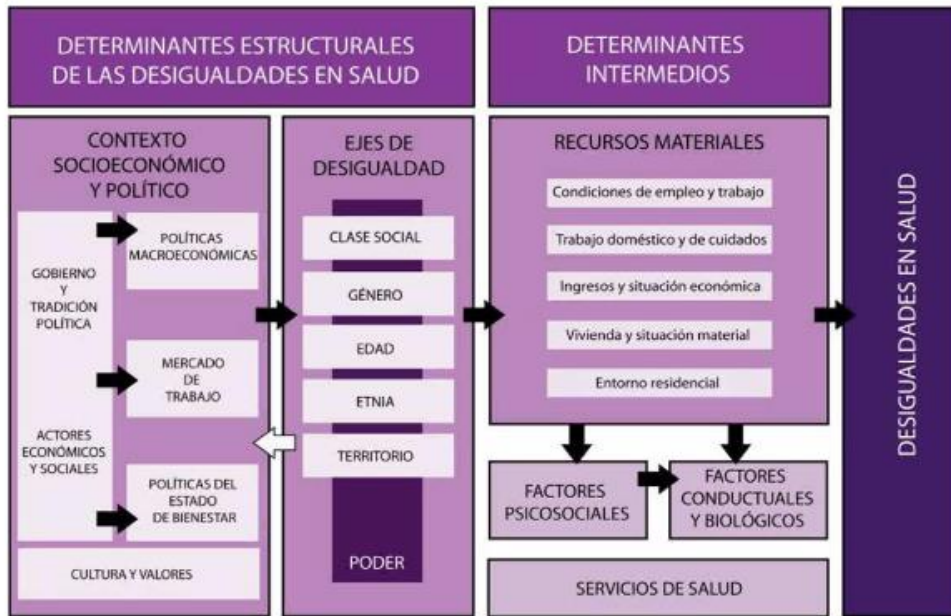 DETERMINANTES ESTRUCTURALES
DE LAS DESIGUALDADES EN SALUD
CONTEXTO
SOCIOECONÓMICO
Y POLÍTICO
GOBIERNO
Y
TRADICIÓN
POLÍTICA
ACTORES
ECONÓMICOS
Y SOCIALES
POLÍTICAS
MACROECONÓMICAS
MERCADO
DE
TRABAJO
POLÍTICAS DEL
ESTADO
DE BIENESTAR
CULTURA Y VALORES
EJES DE
DESIGUALDAD
CLASE SOCIAL
GÉNERO
EDAD
ETNIA
TERRITORIO
PODER
DETERMINANTES
INTERMEDIOS
RECURSOS MATERIALES
Condiciones de empleo y trabajo
Trabajo doméstico y de cuidados
Ingresos y situación económica
Vivienda y situación material
Entorno residencial
FACTORES
PSICOSOCIALES
FACTORES
CONDUCTUALES
Y BIOLÓGICOS
SERVICIOS DE SALUD
DESIGUALDADES EN SALUD